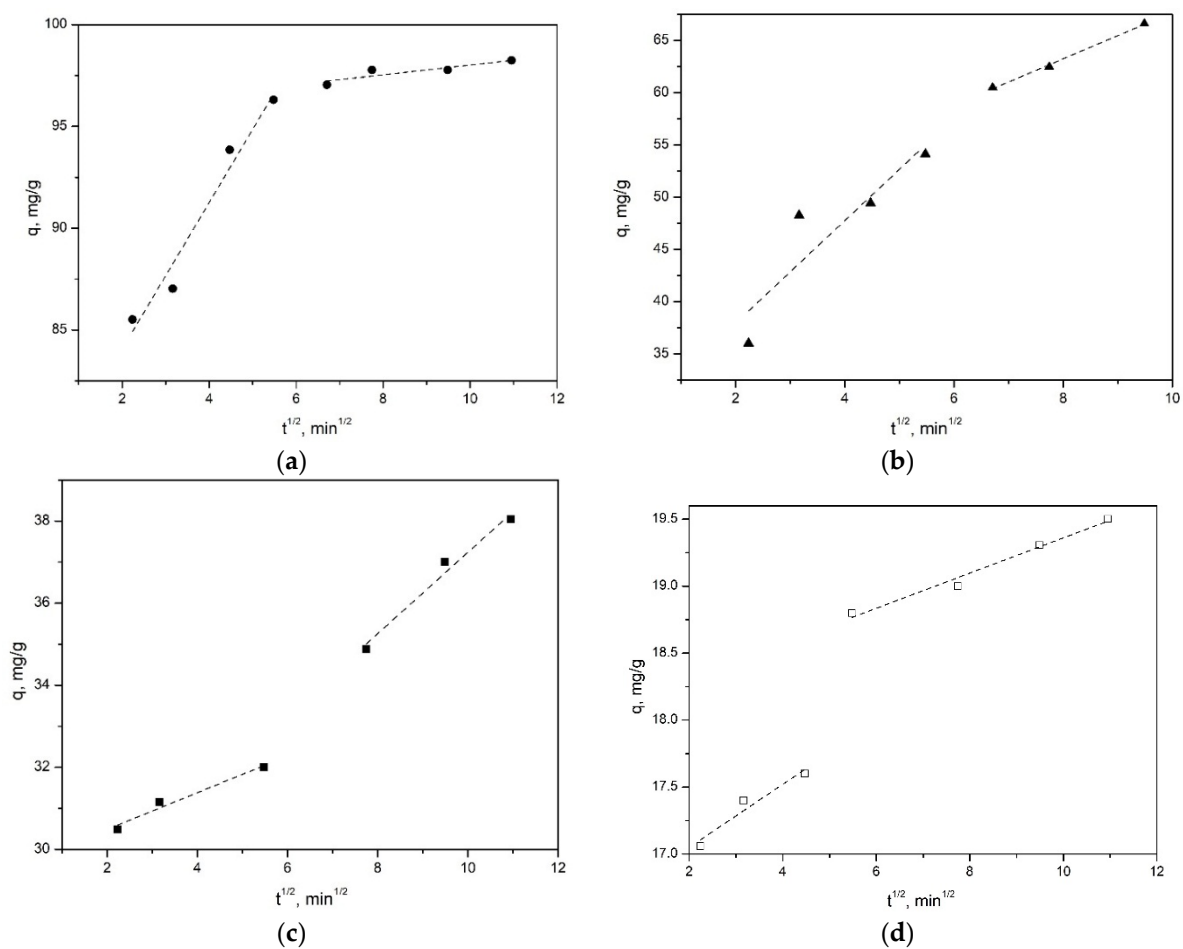 100
95
90
85
q, mg/g
2 4 6 8 10 12
t^1/2, min^1/2
(a)
65
60
55
50
45
40
35
q, mg/g
2 4 6 8 10
t^1/2, min^1/2
(b)
38
36
34
32
30
q, mg/g
2 4 6 8 10 12
t^1/2, min^1/2
(c)
19.5
19.0
18.5
18.0
17.5
17.0
q, mg/g
2 4 6 8 10 12
t^1/2, min^1/2
(d)